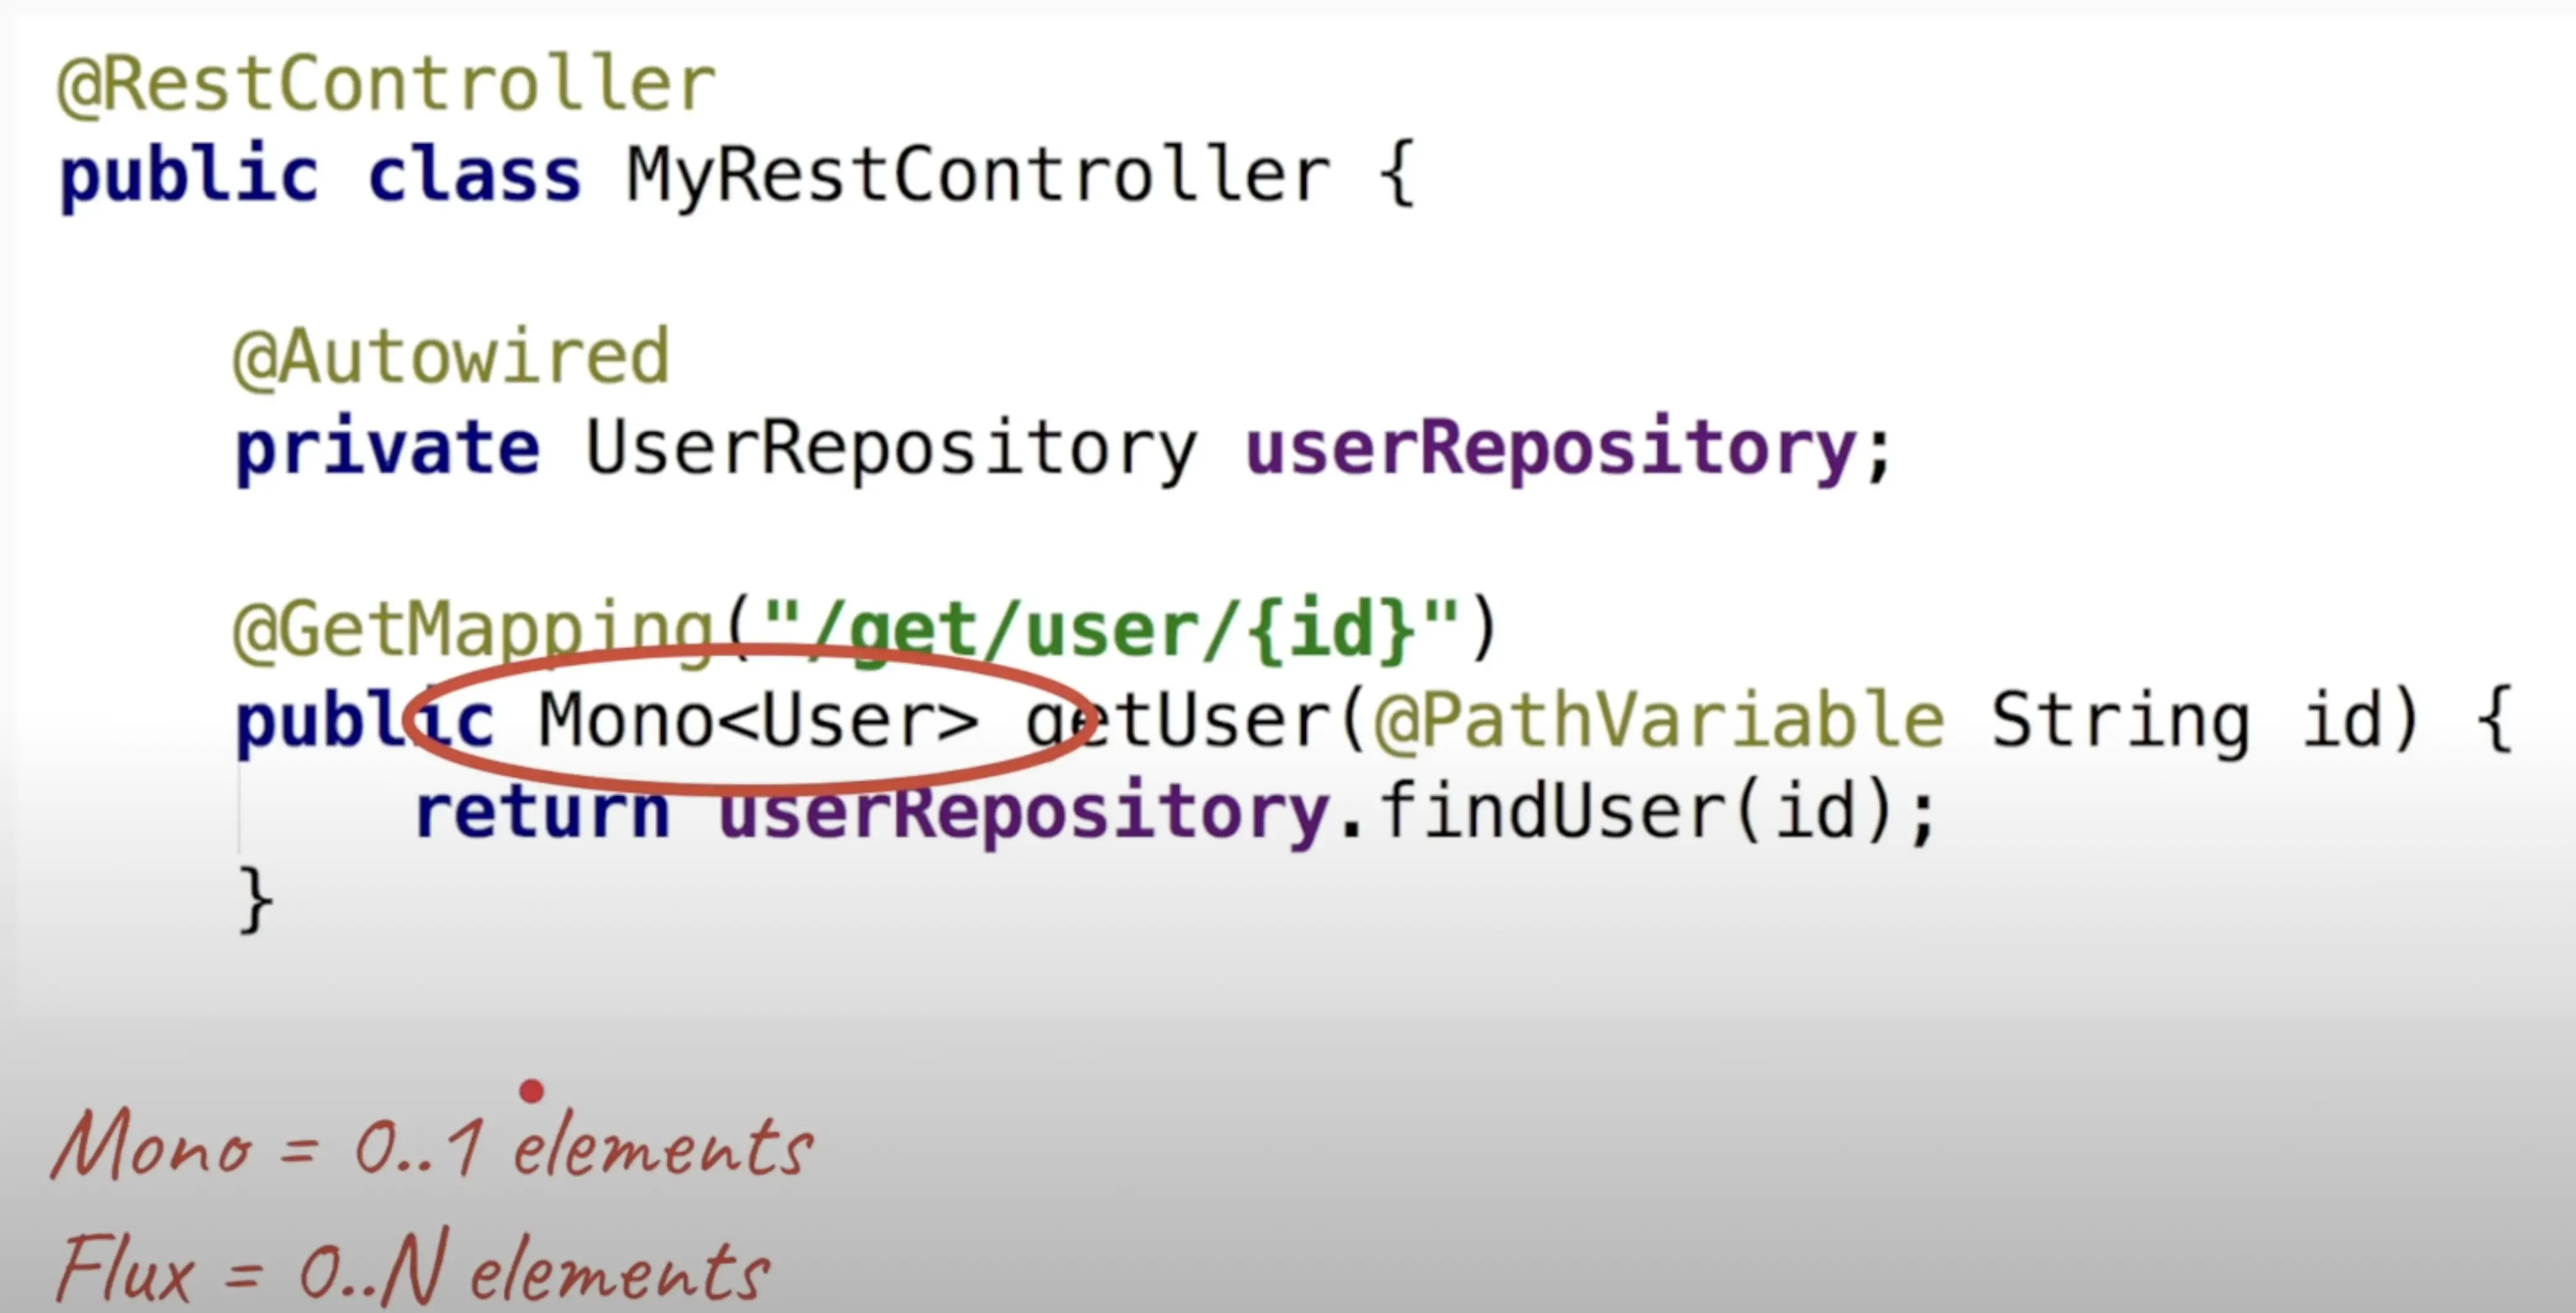 @RestController
public class MyRestController {
@Autowired
private UserRepository userRepository;
@GetMapping("/get/user/{id}")
public Mono<User> getUser(@PathVariable String id) {
return userRepository.findUser(id);
}
Mono = 0..1 elements
Flux = 0..N elements